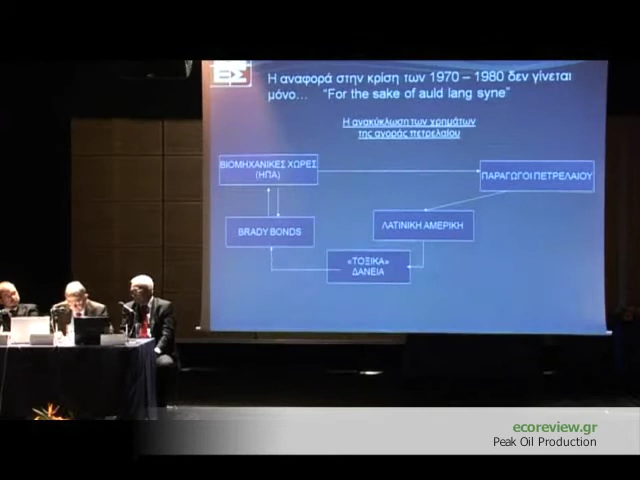 ΕΣ
Η αναφορά στην κρίση των 1970 – 1980 δεν γίνεται
μόνο… “For the sake of auld lang syne”
Η ανακύκλωση των χρημάτων
της αγοράς πετρελαίου
ΒΙΟΜΗΧΑΝΙΚΕΣ ΧΩΡΕΣ
(ΗΠΑ)
ΠΑΡΑΓΩΓΟΙ ΠΕΤΡΕΛΑΙΟΥ
BRADY BONDS
ΛΑΤΙΝΙΚΗ ΑΜΕΡΙΚΗ
«ΤΟΞΙΚΑ»
ΔΑΝΕΙΑ
ecoreview.gr
Peak Oil Production